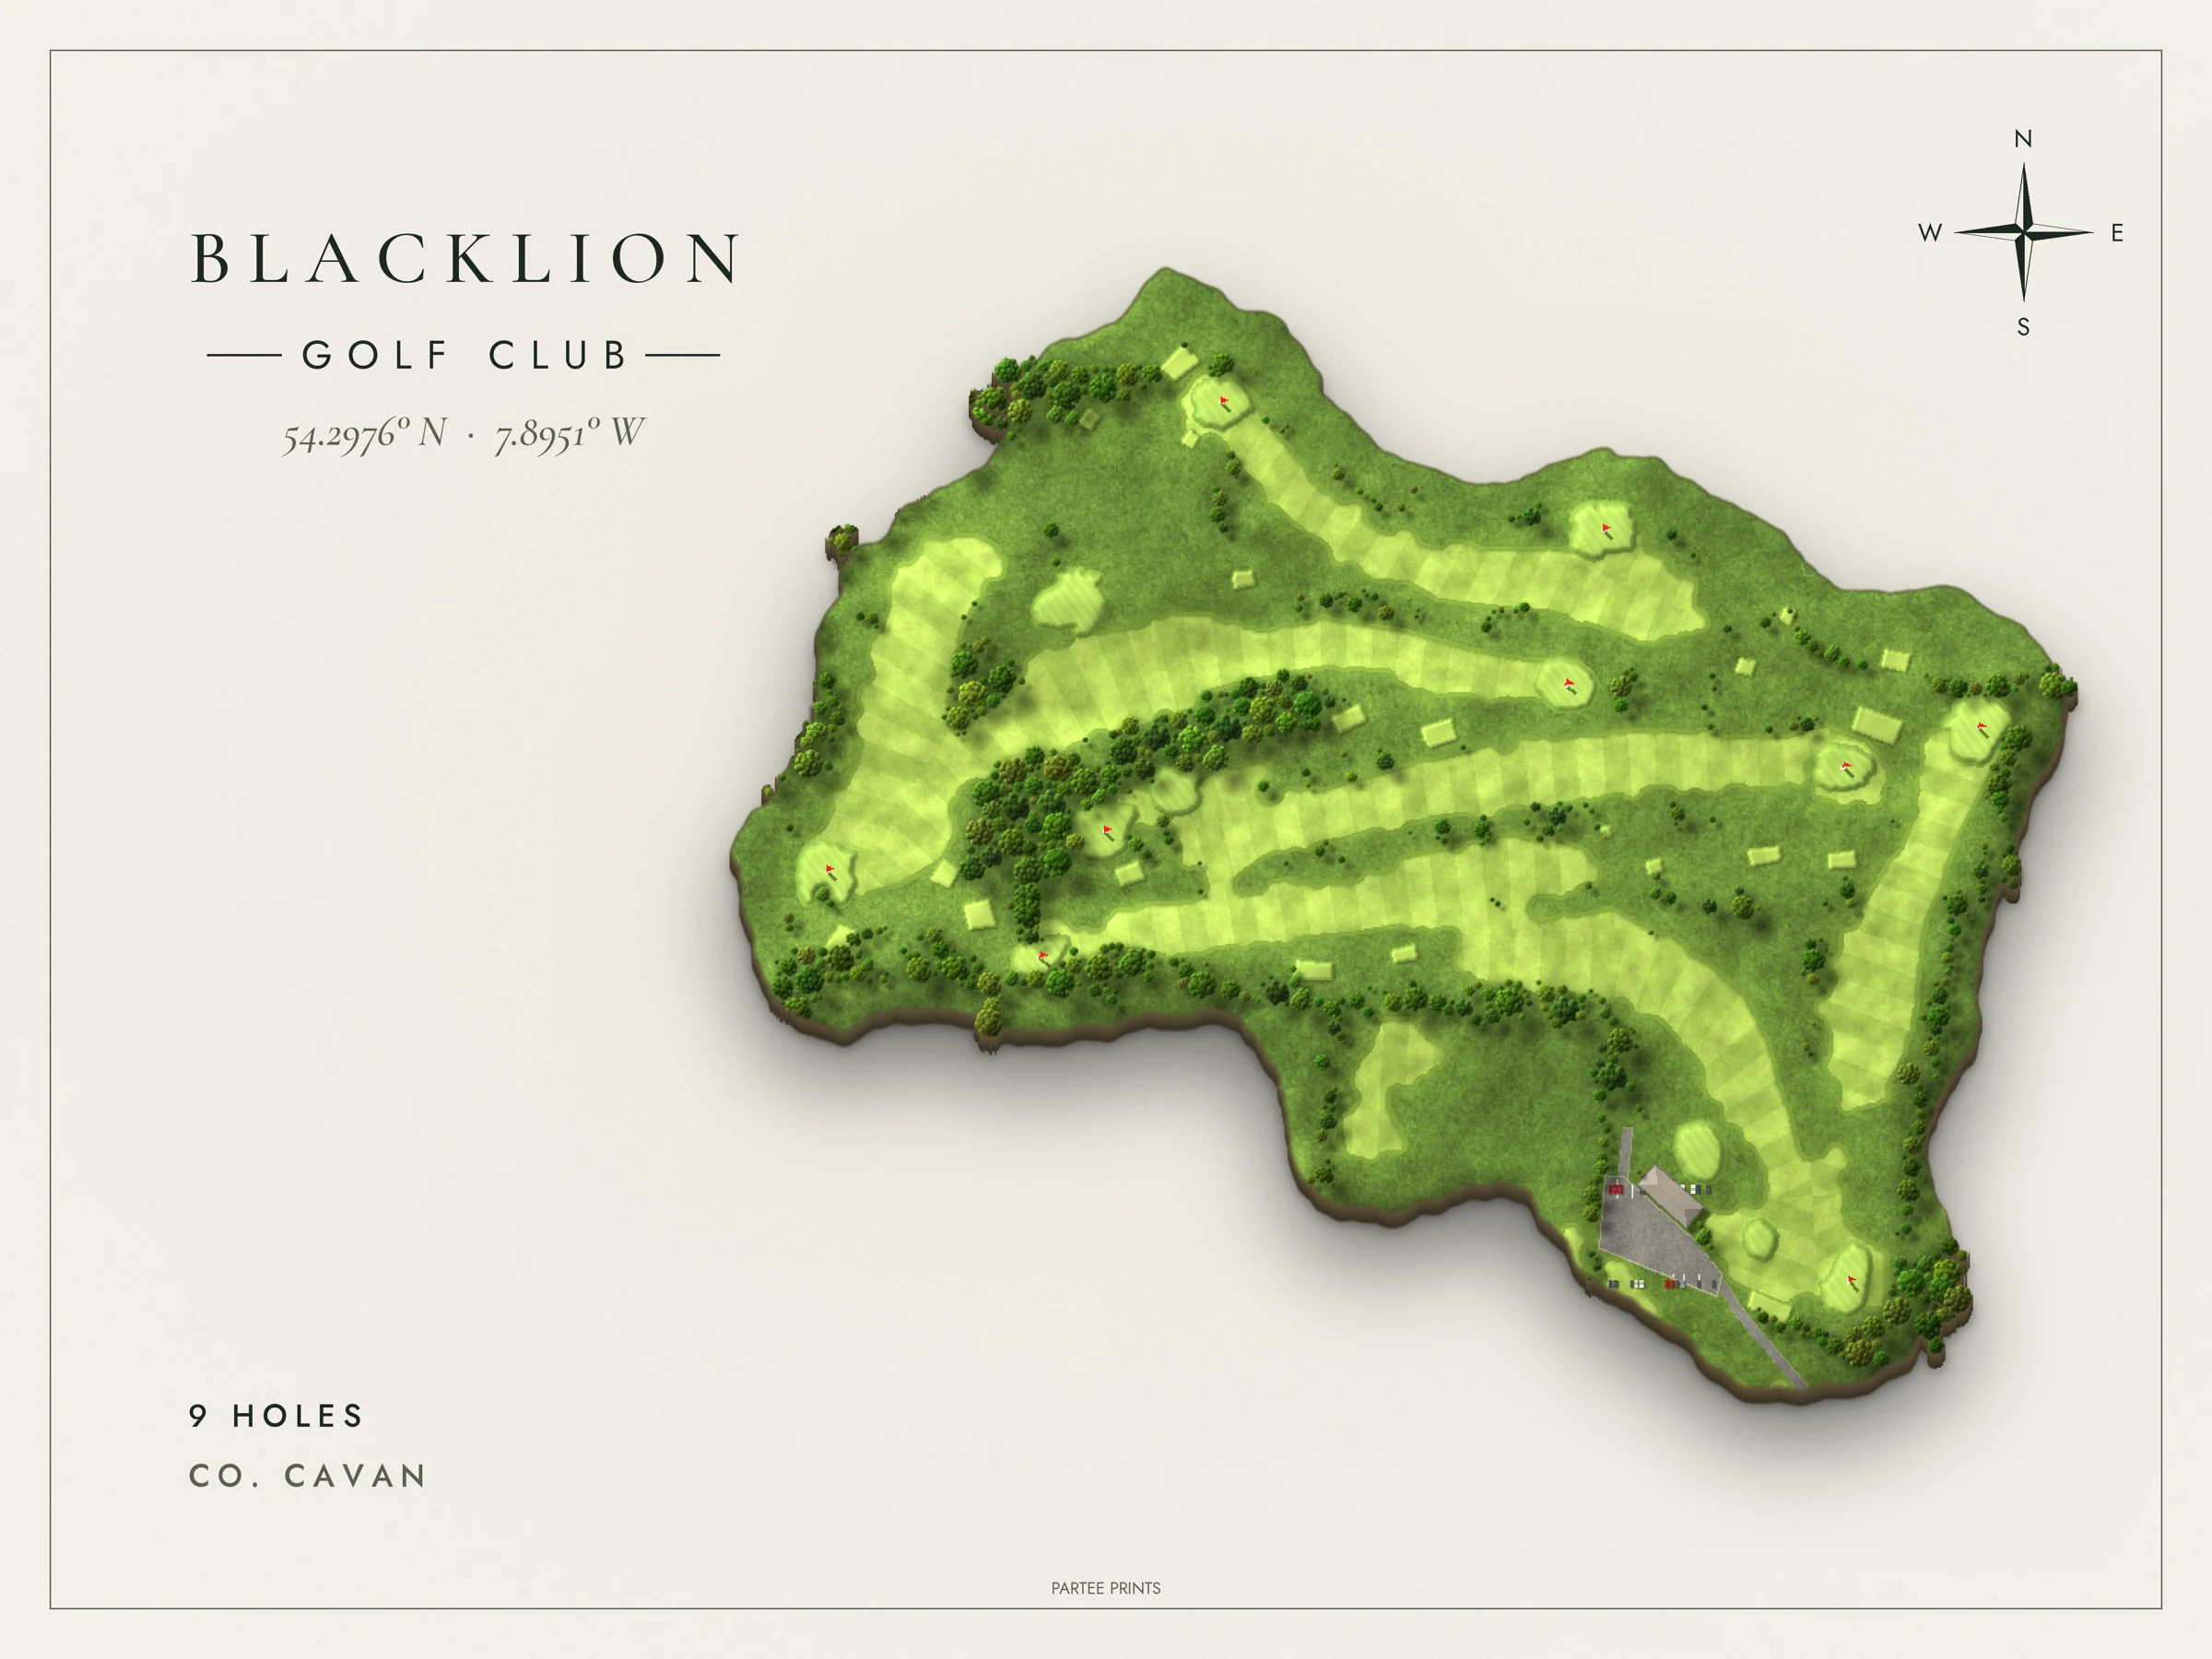 BLACKLION
GOLF CLUB
54.2976° N · 7.8951° W
N
W E
S
9 HOLES
CO. CAVAN
PARTEE PRINTS